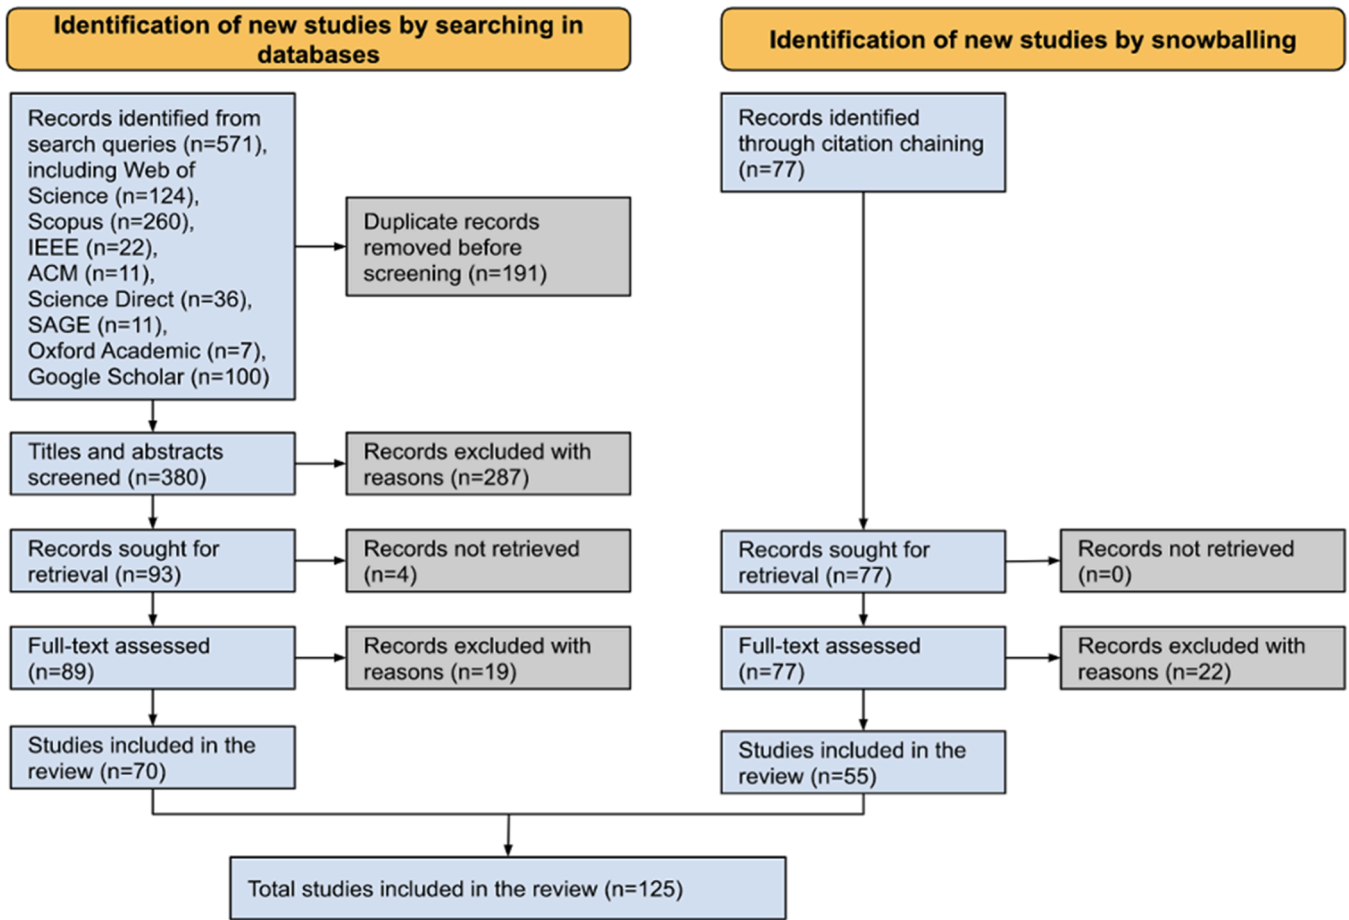 Identification of new studies by searching in
databases
Records identified from
search queries (n=571),
including Web of
Science (n=124),
Scopus (n=260),
IEEE (n=22),
ACM (n=11),
Science Direct (n=36),
SAGE (n=11),
Oxford Academic (n=7),
Google Scholar (n=100)
Duplicate records
removed before
screening (n=191)
Titles and abstracts
screened (n=380)
Records excluded with
reasons (n=287)
Records sought for
retrieval (n=93)
Records not retrieved
(n=4)
Full-text assessed
(n=89)
Records excluded with
reasons (n=19)
Studies included in the
review (n=70)
Identification of new studies by snowballing
Records identified
through citation chaining
(n=77)
Records sought for
retrieval (n=77)
Records not retrieved
(n=0)
Full-text assessed
(n=77)
Records excluded with
reasons (n=22)
Studies included in the
review (n=55)
Total studies included in the review (n=125)